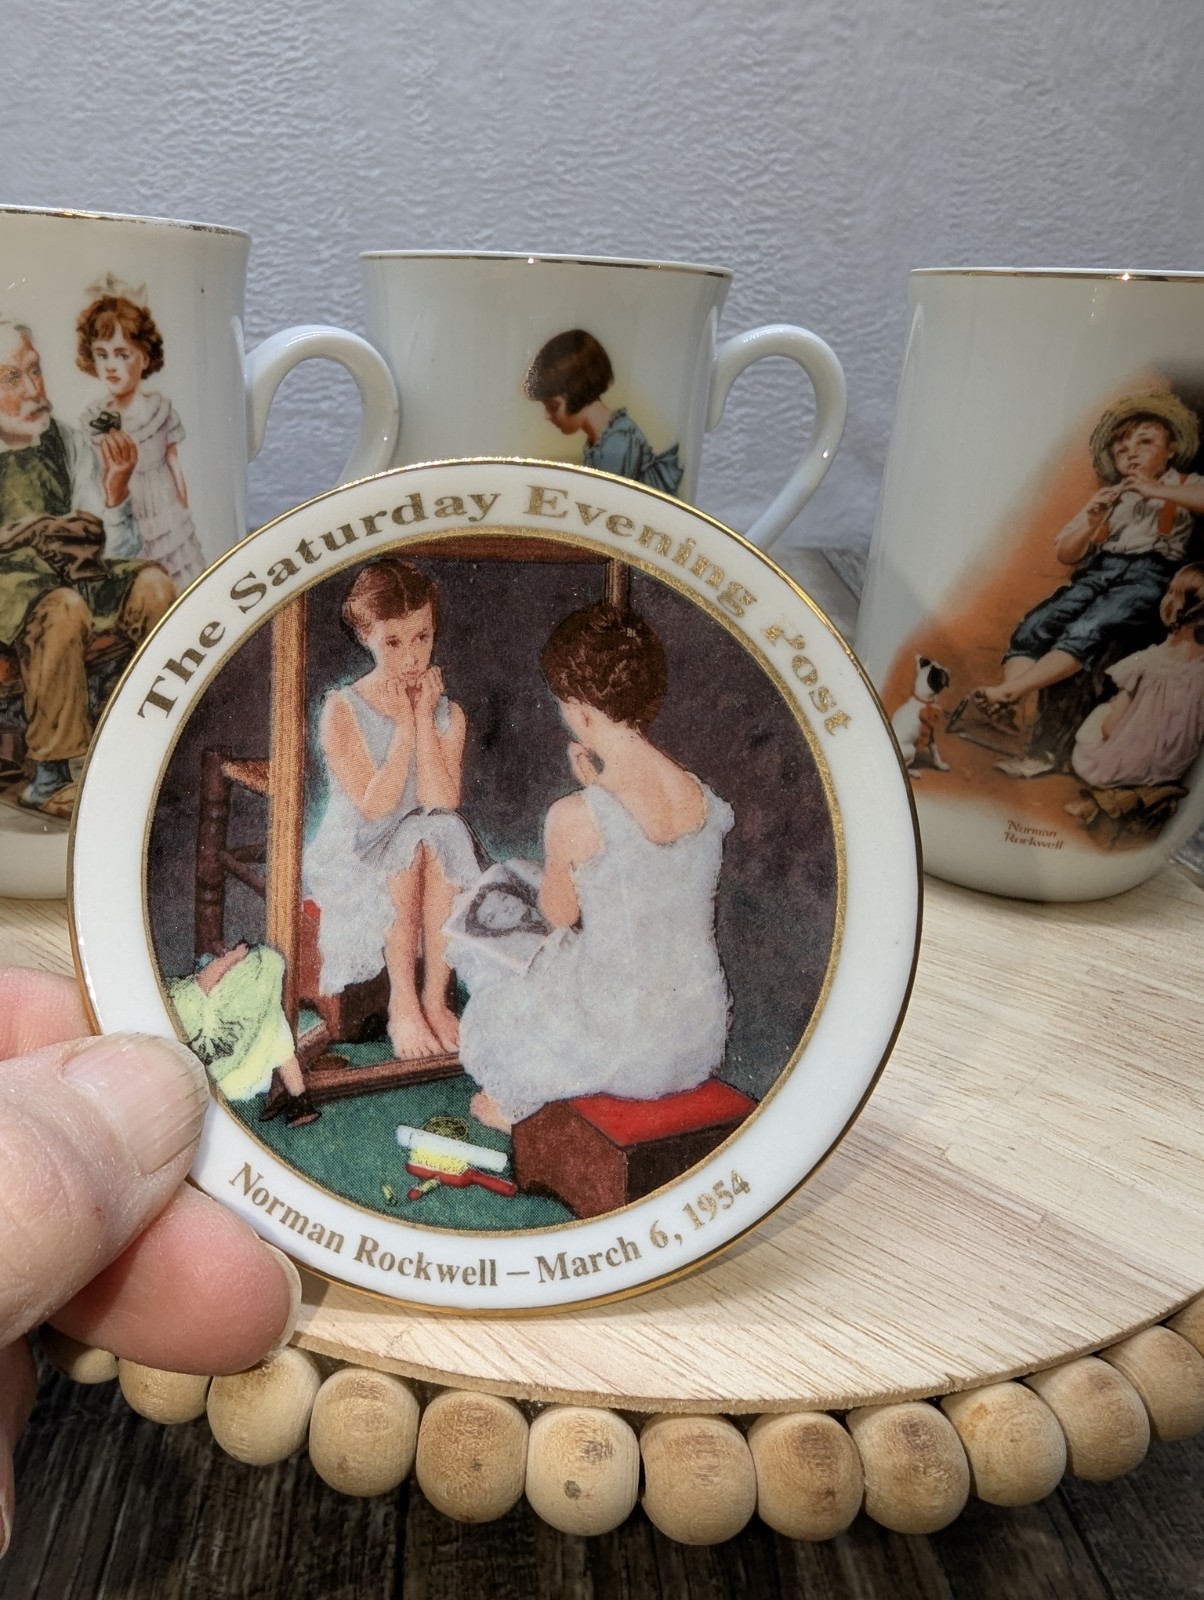 The Saturday Evening Post
Norman Rockwell – March 6, 1954
Norman
Rockwell